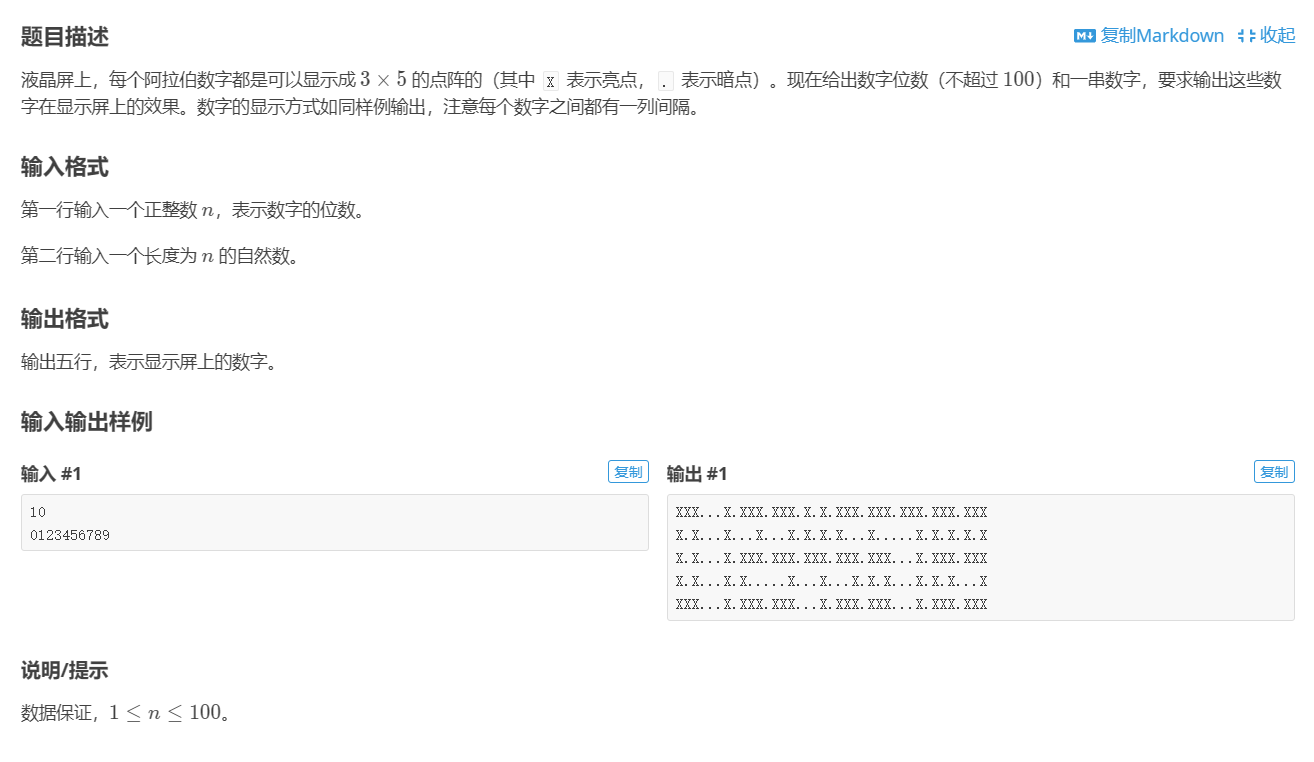 题目描述
复制Markdown 收起
液晶屏上，每个阿拉伯数字都是可以显示成 3 × 5 的点阵的（其中 X 表示亮点， . 表示暗点）。现在给出数字位数（不超过 100）和一串数字，要求输出这些数
字在显示屏上的效果。数字的显示方式如同样例输出，注意每个数字之间都有一列间隔。
输入格式
第一行输入一个正整数 n，表示数字的位数。
第二行输入一个长度为 n 的自然数。
输出格式
输出五行，表示显示屏上的数字。
输入输出样例
输入 #1
复制
10
0123456789
输出 #1
复制
XXX...X.XXX.XXX.X.X.XXX.XXX.XXX.XXX.XXX
X.X...X...X...X.X.X.X...X.....X.X.X.X.X
X.X...X.XXX.XXX.XXX.XXX.XXX...X.XXX.XXX
X.X...X.X.....X...X...X.X.X...X.X.X...X
XXX...X.XXX.XXX...X.XXX.XXX...X.XXX.XXX
说明/提示
数据保证，1 ≤ n ≤ 100。